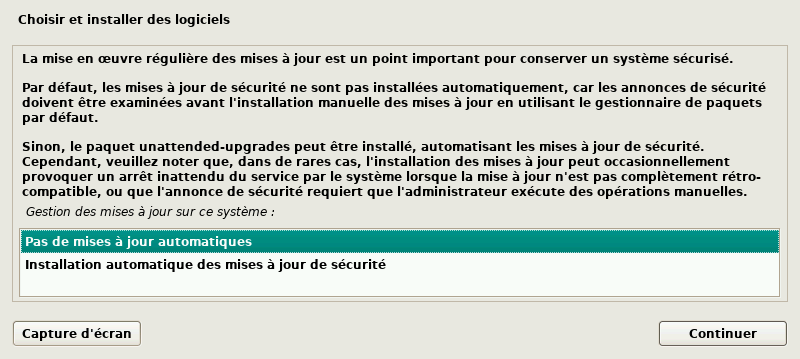 Choisir et installer des logiciels
La mise en œuvre régulière des mises à jour est un point important pour conserver un système sécurisé.
Par défaut, les mises à jour de sécurité ne sont pas installées automatiquement, car les annonces de sécurité
doivent être examinées avant l'installation manuelle des mises à jour en utilisant le gestionnaire de paquets
par défaut.
Sinon, le paquet unattended-upgrades peut être installé, automatisant les mises à jour de sécurité.
Cependant, veuillez noter que, dans de rares cas, l'installation des mises à jour peut occasionnellement
provoquer un arrêt inattendu du service par le système lorsque la mise à jour n'est pas complètement rétro-
compatible, ou que l'annonce de sécurité requiert que l'administrateur exécute des opérations manuelles.
Gestion des mises à jour sur ce système :
Pas de mises à jour automatiques
Installation automatique des mises à jour de sécurité
Capture d'écran
Continuer